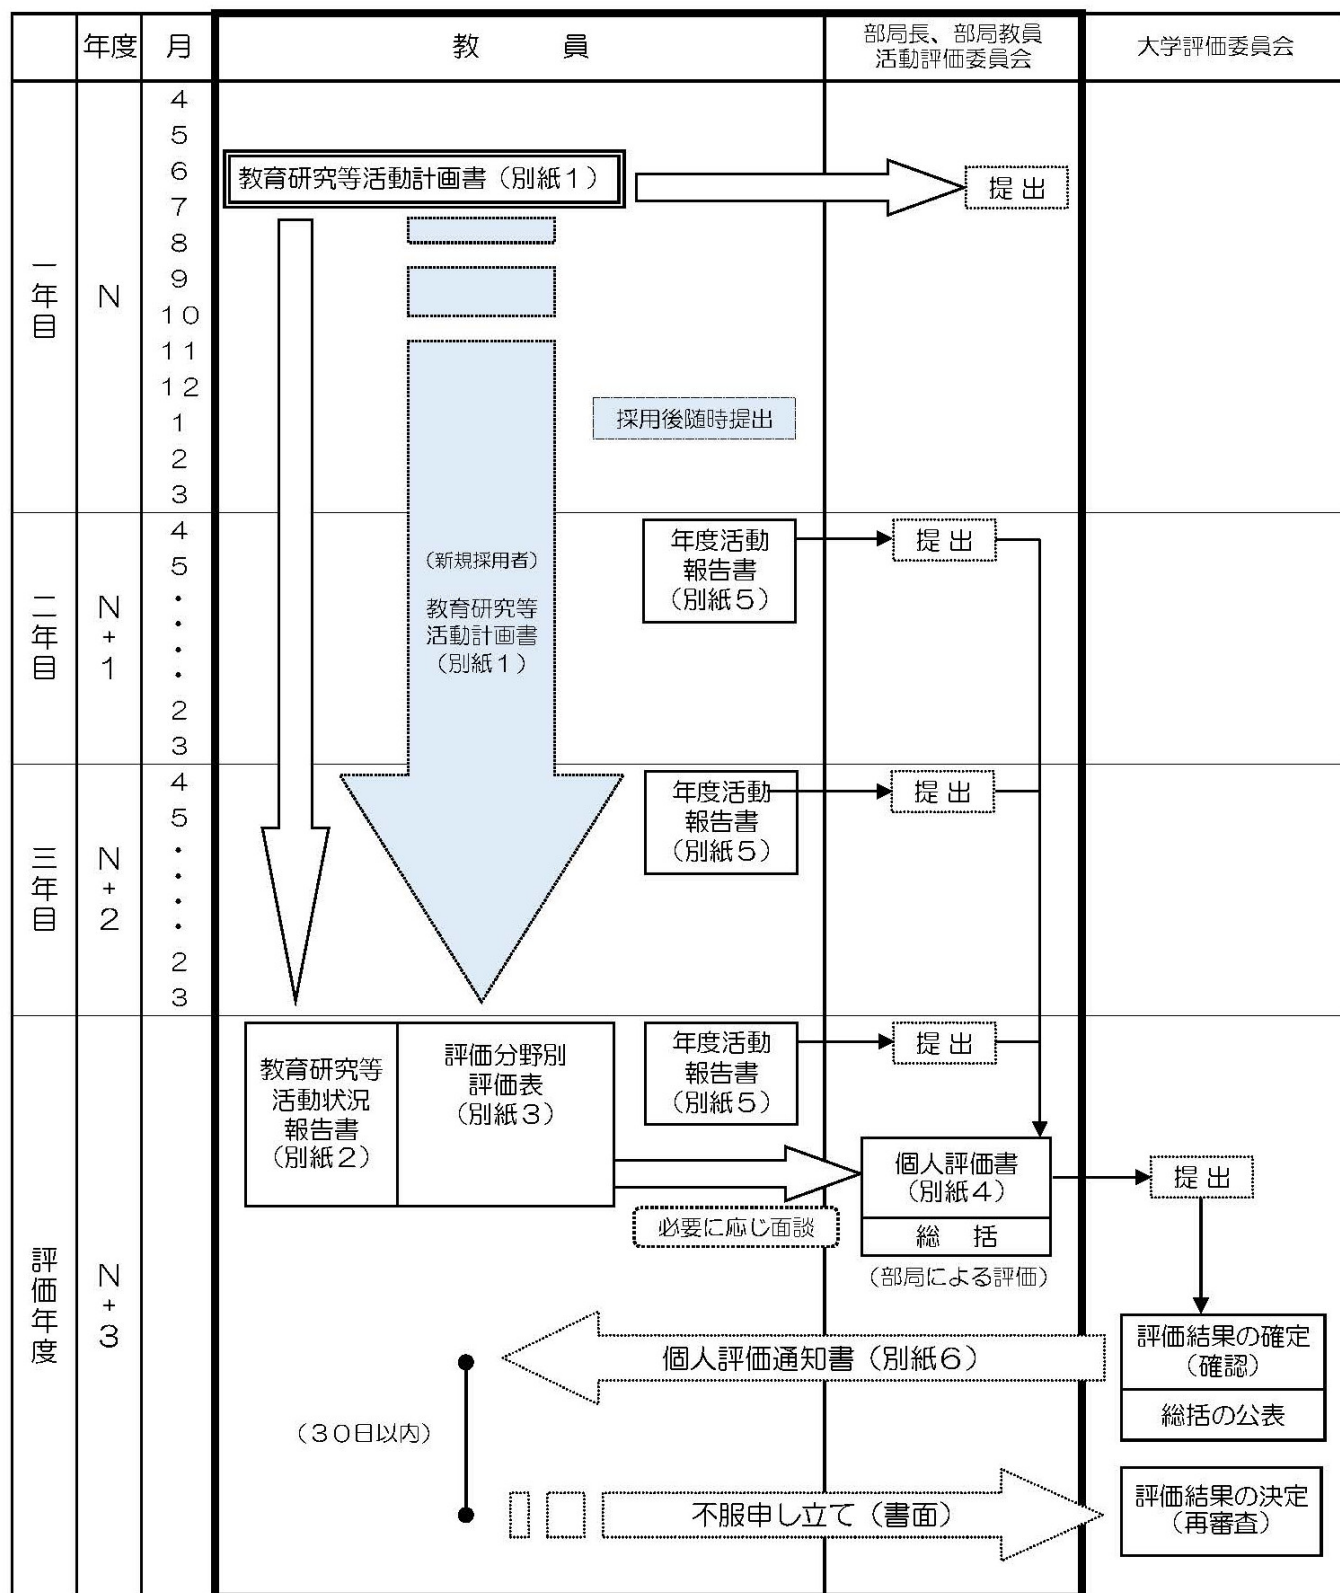 年度
月
教　員
部局長、部局教員
活動評価委員会
大学評価委員会
一年目
N
4
5
6
7
8
9
10
11
12
1
2
3
教育研究等活動計画書（別紙１）
提 出
採用後随時提出
二年目
N+1
4
5
・
・
・
・
2
3
（新規採用者）
教育研究等
活動計画書
（別紙１）
年度活動
報告書
（別紙５）
提 出
三年目
N+2
4
5
・
・
・
・
2
3
年度活動
報告書
（別紙５）
提 出
評価年度
N+3
教育研究等
活動状況
報告書
（別紙２）
評価分野別
評価表
（別紙３）
年度活動
報告書
（別紙５）
提 出
必要に応じ面談
個人評価書
（別紙４）
総　括
（部局による評価）
提 出
評価結果の確定
（確認）
総括の公表
個人評価通知書（別紙６）
（３０日以内）
不服申し立て（書面）
評価結果の決定
（再審査）